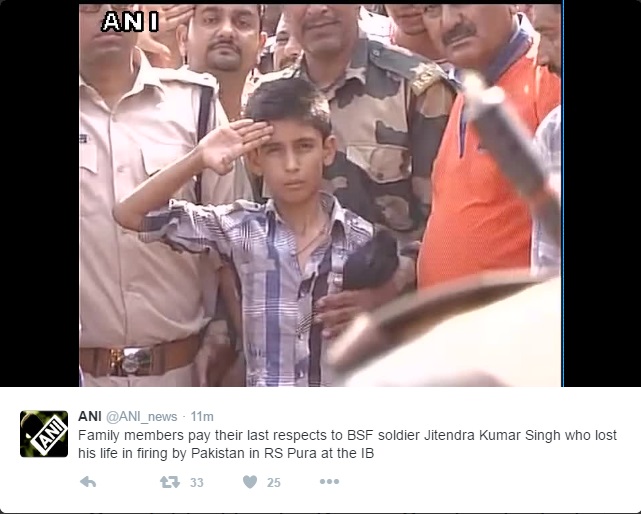 ANI
ANI
ANI @ANI_news · 11m
Family members pay their last respects to BSF soldier Jitendra Kumar Singh who lost
his life in firing by Pakistan in RS Pura at the IB
33 25